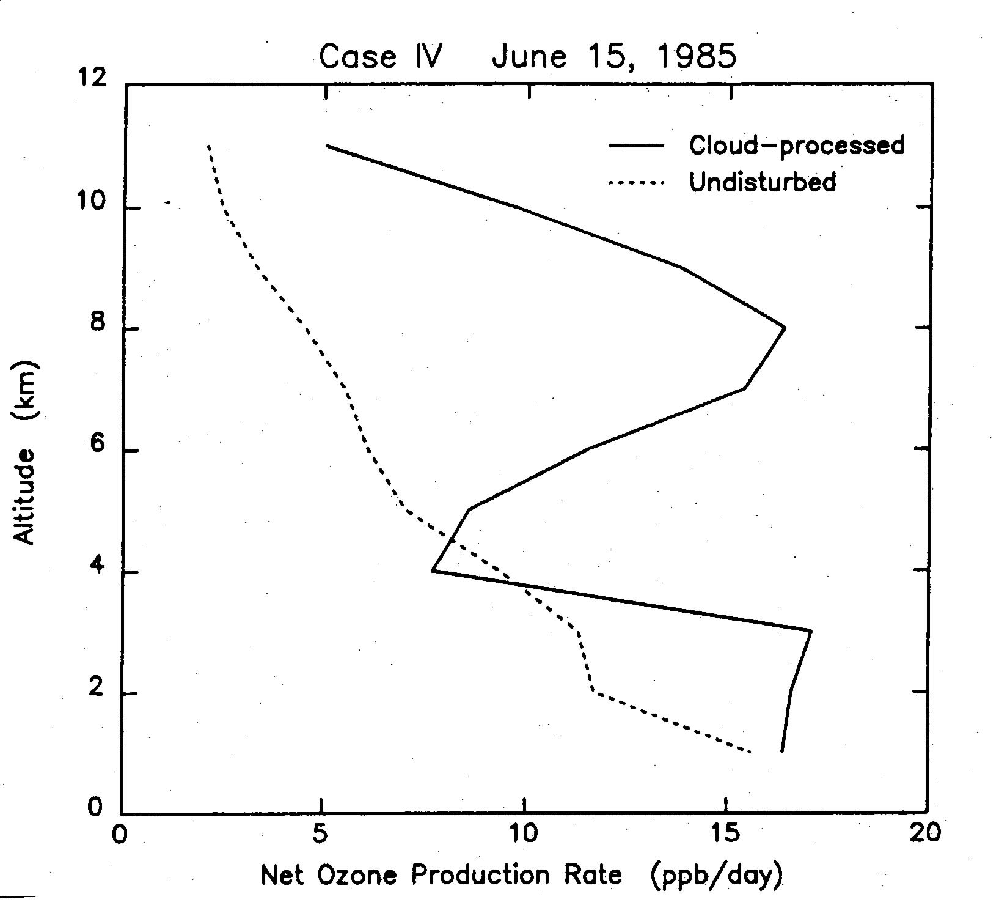 Case IV June 15, 1985
12
10
8
6
4
2
0
Altitude (km)
Cloud-processed
Undisturbed
0 5 10 15 20
Net Ozone Production Rate (ppb/day)